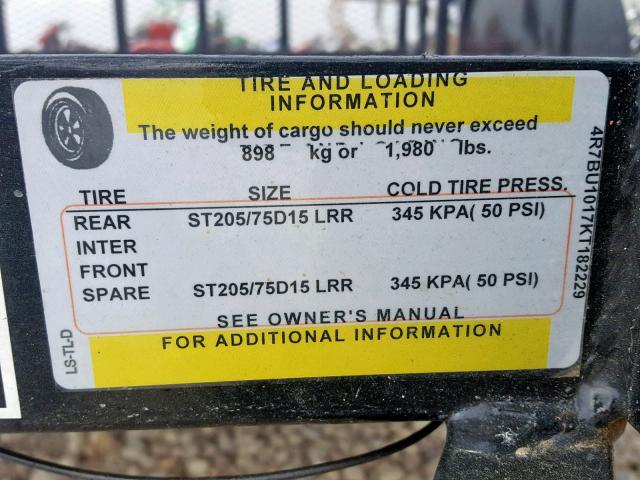 TIRE AND LOADING
INFORMATION
The weight of cargo should never exceed
898 kg or 1,980 lbs.
TIRE SIZE COLD TIRE PRESS.
REAR ST205/75D15 LRR 345 KPA( 50 PSI)
INTER
FRONT
SPARE ST205/75D15 LRR 345 KPA( 50 PSI)
SEE OWNER'S MANUAL
FOR ADDITIONAL INFORMATION
LS-TL-D
4R7BU1017KT182229